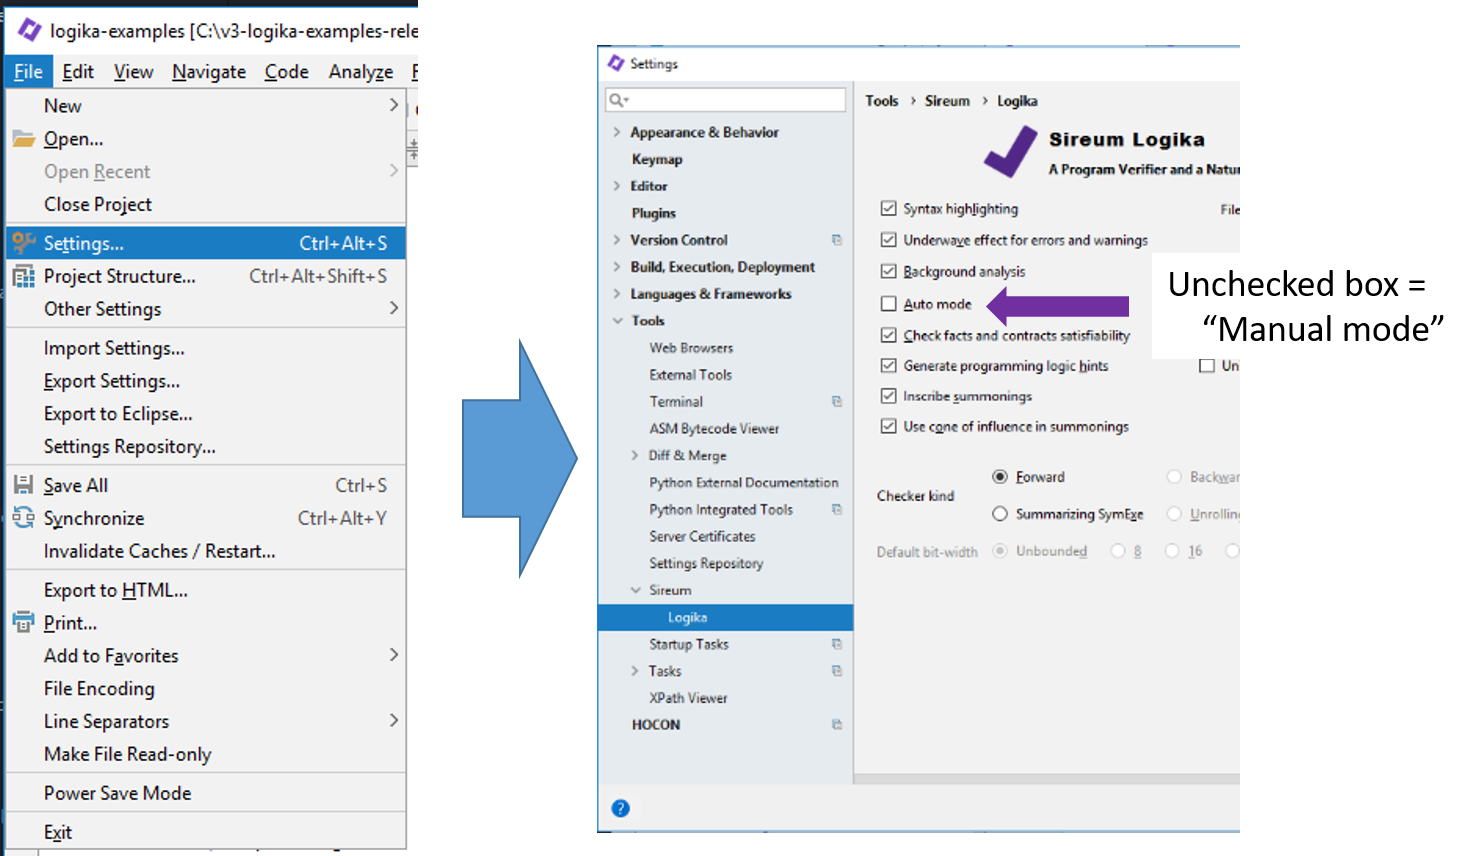 logika-examples [C:\v3-logika-examples-rele
File Edit View Navigate Code Analyze
New
Open...
Open Recent
Close Project
Settings... Ctrl+Alt+S
Project Structure... Ctrl+Alt+Shift+S
Other Settings
Import Settings...
Export Settings...
Export to Eclipse...
Settings Repository...
Save All Ctrl+S
Synchronize Ctrl+Alt+Y
Invalidate Caches / Restart...
Export to HTML...
Print...
Add to Favorites
File Encoding
Line Separators
Make File Read-only
Power Save Mode
Exit
Settings
Appearance & Behavior
Keymap
Editor
Plugins
Version Control
Build, Execution, Deployment
Languages & Frameworks
Tools
Web Browsers
External Tools
Terminal
ASM Bytecode Viewer
Diff & Merge
Python External Documentation
Python Integrated Tools
Server Certificates
Settings Repository
Sireum
Logika
Startup Tasks
Tasks
XPath Viewer
HOCON
Tools > Sireum > Logika
Sireum Logika
A Program Verifier and a Natur
Syntax highlighting File
Underwave effect for errors and warnings
Background analysis
Auto mode
Check facts and contracts satisfiability
Generate programming logic hints Un
Inscribe summonings
Use cone of influence in summonings
Checker kind
Forward Backwar
Summarizing SymExe Unrolling
Default bit-width Unbounded 8 16
Unchecked box =
“Manual mode”